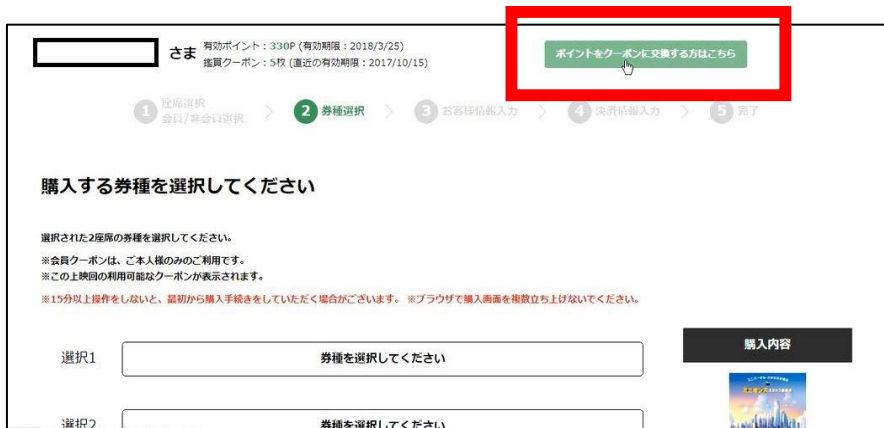 さま
有効ポイント：330P (有効期限：2018/3/25)
鑑賞クーポン：5枚 (直近の有効期限：2017/10/15)
ポイントをクーポンに交換する方はこちら
1 座席選択
会員/非会員選択
2 券種選択
3 お客様情報入力
4 決済情報入力
5 完了
購入する券種を選択してください
選択された2座席の券種を選択してください。
※会員クーポンは、ご本人様のみのご利用です。
※この上映回の利用可能なクーポンが表示されます。
※15分以上操作をしないと、最初から購入手続きをしていただく場合がございます。 ※ブラウザで購入画面を複数立ち上げないでください。
選択1
券種を選択してください
購入内容
選択2
券種を選択してください